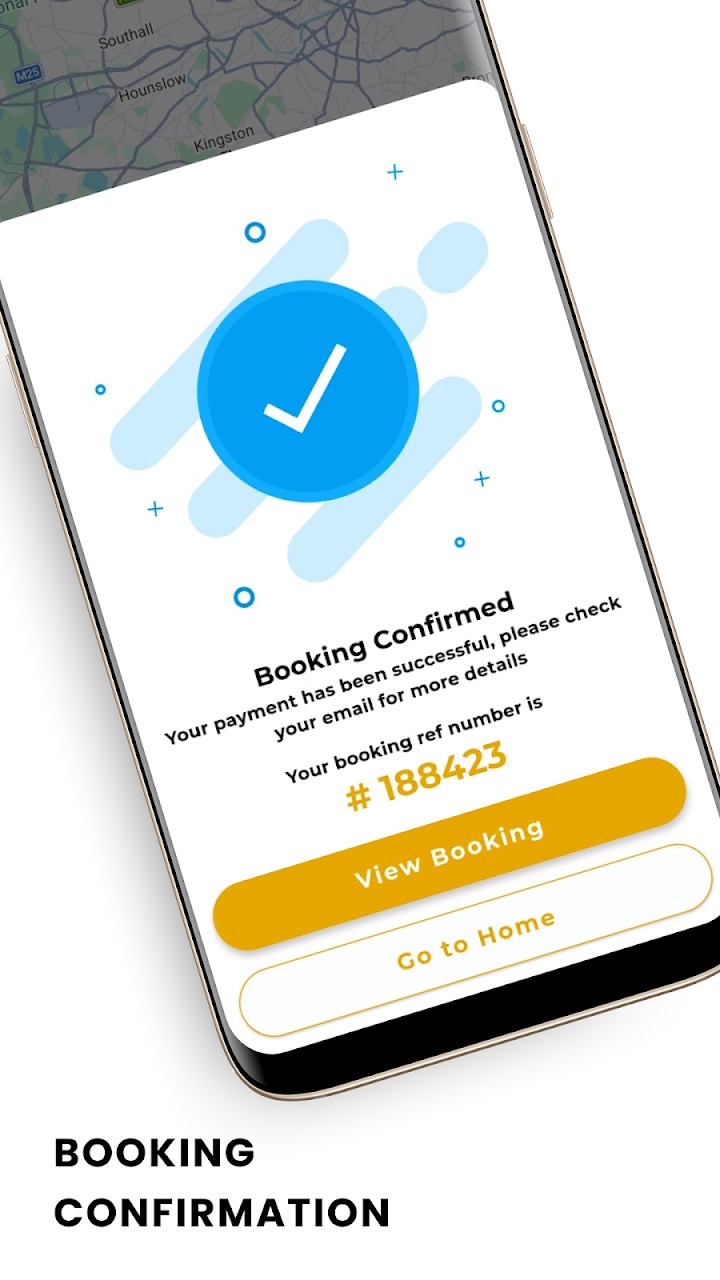 Southall
M25
Hounslow
Kingston
Booking Confirmed
Your payment has been successful, please check
your email for more details
Your booking ref number is
# 188423
View Booking
Go to Home
BOOKING
CONFIRMATION